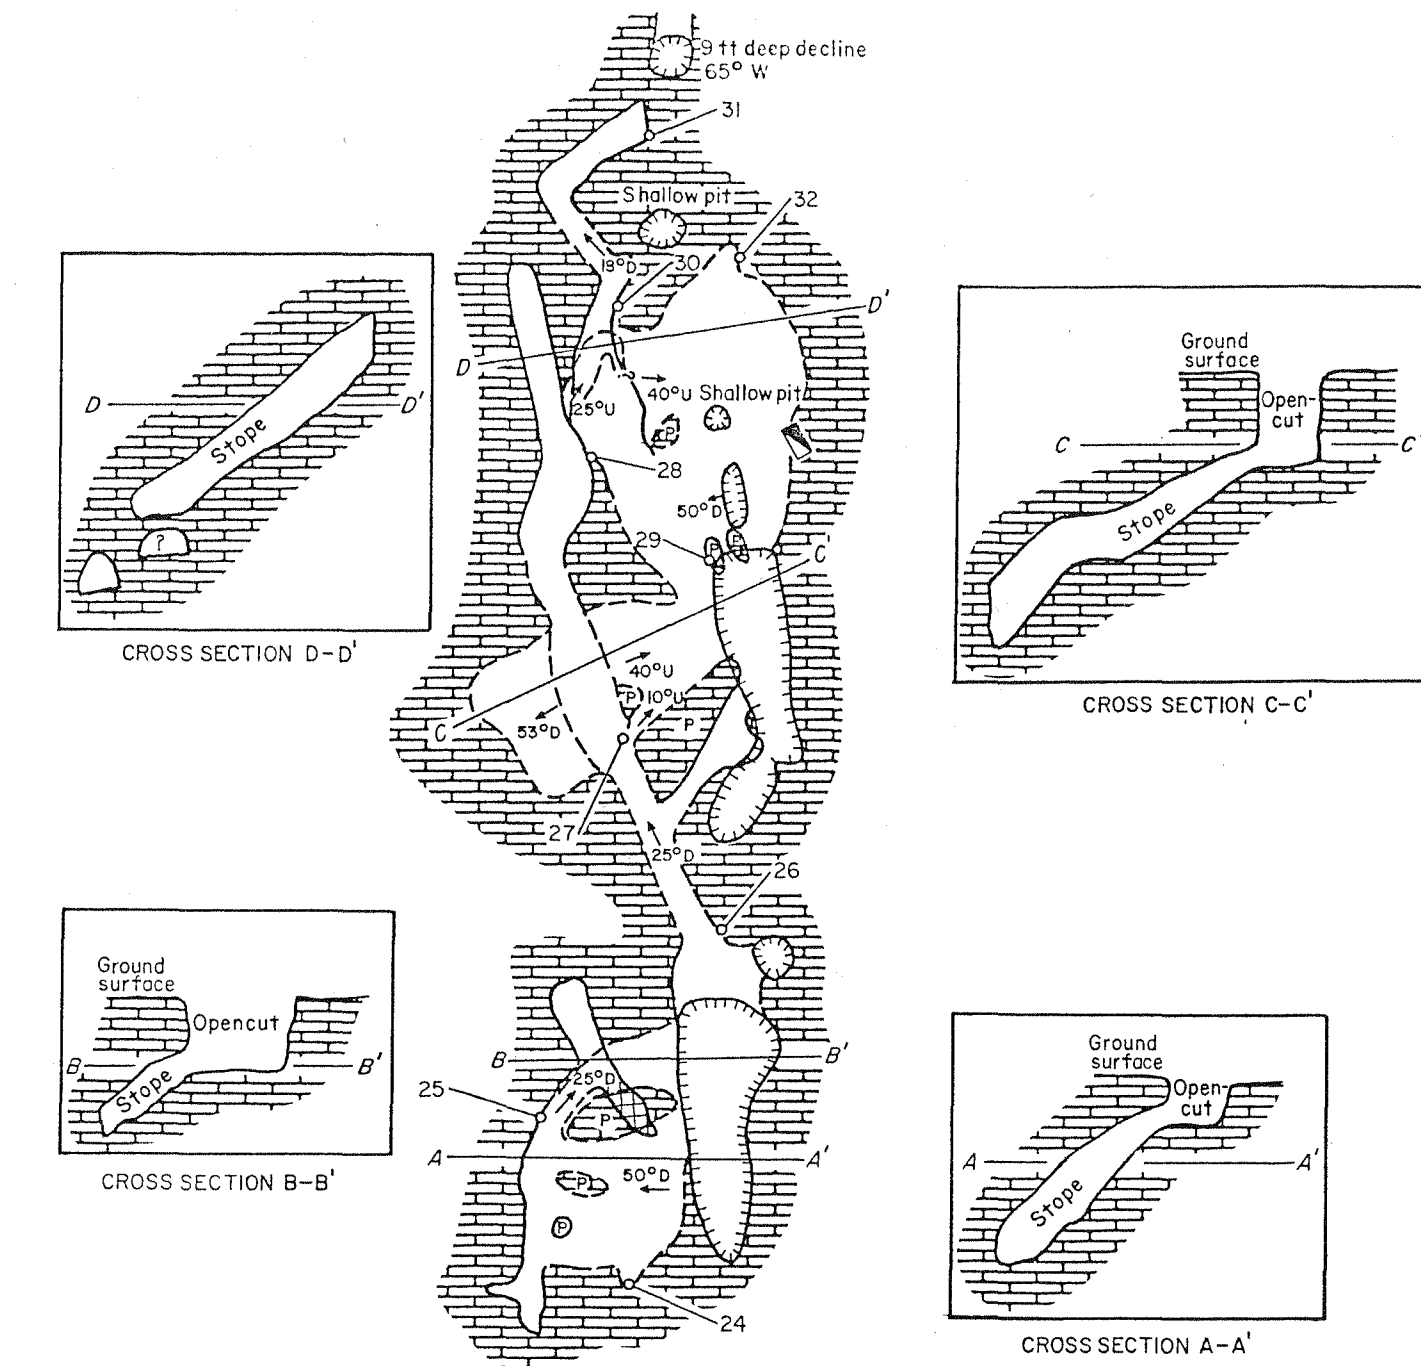 9 ft deep decline
65° W
31
Shallow pit
32
19°D
30
D'
D
40°U Shallow pit
25°U
P
28
50°D
29
P
P
C'
40°U
P
10°U
P
C
53°D
27
25°D
26
B
B'
25
25°D
P
A
A'
P
50°D
P
24
D
D'
Stope
?
CROSS SECTION D-D'
Ground
surface
Open-
cut
C
C'
Stope
CROSS SECTION C-C'
Ground
surface
Opencut
B
B'
Stope
CROSS SECTION B-B'
Ground
surface
Open-
cut
A
A'
Stope
CROSS SECTION A-A'